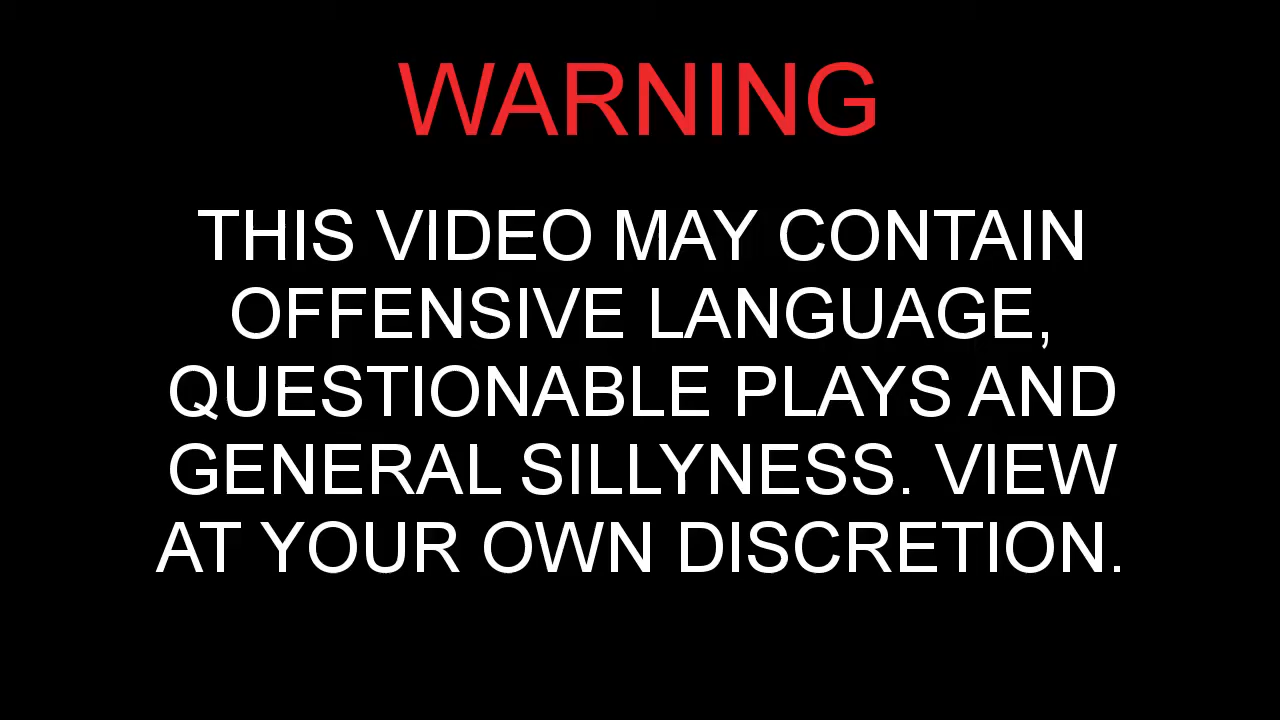 WARNING
THIS VIDEO MAY CONTAIN
OFFENSIVE LANGUAGE,
QUESTIONABLE PLAYS AND
GENERAL SILLYNESS. VIEW
AT YOUR OWN DISCRETION.